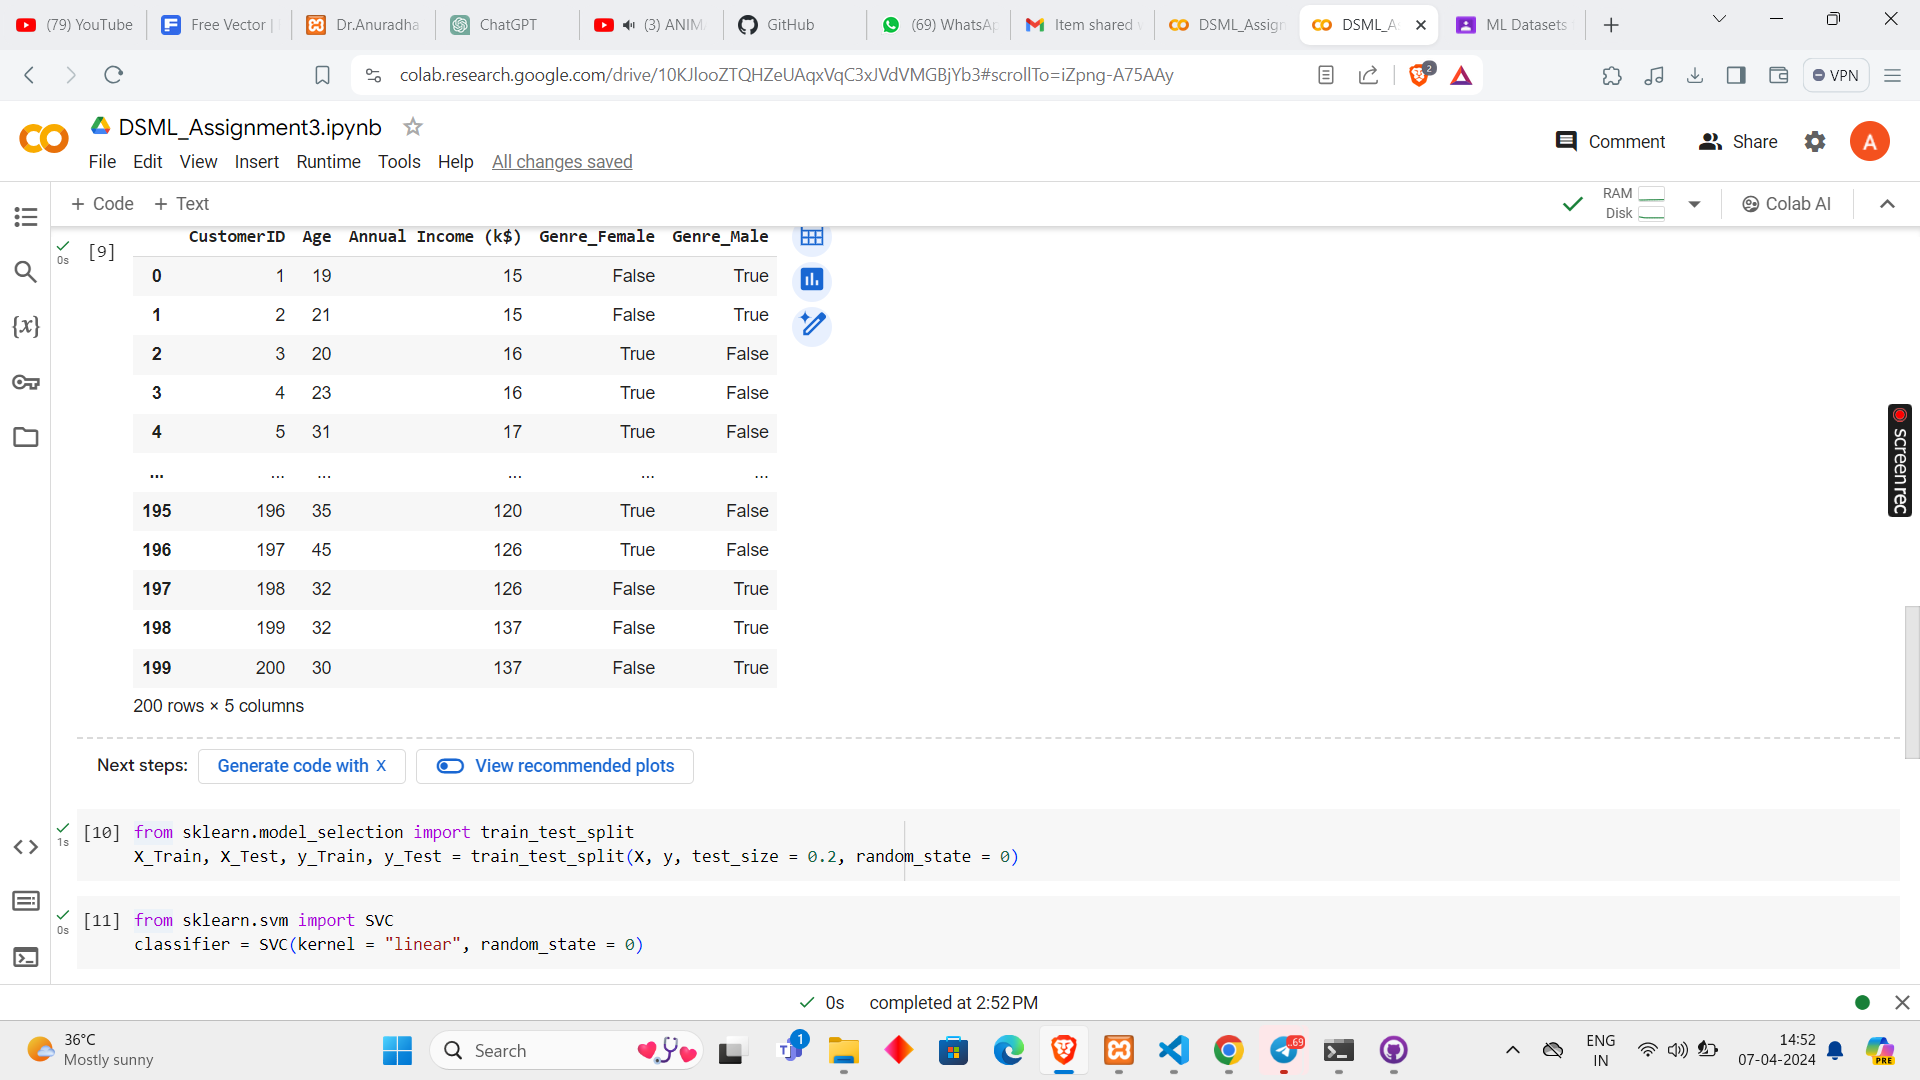 (79) YouTube
Free Vector |
Dr.Anuradha
ChatGPT
(3) ANIM
GitHub
(69) WhatsAp
Item shared
DSML_Assign
DSML_A
ML Datasets
colab.research.google.com/drive/10KJlooZTQHZeUAqxVqC3xJVdVMGBjYb3#scrollTo=iZpng-A75AAy
2
VPN
DSML_Assignment3.ipynb
Comment
Share
A
File Edit View Insert Runtime Tools Help All changes saved
+ Code + Text
RAM
Disk
Colab AI
CustomerID Age Annual Income (k$) Genre_Female Genre_Male
[9]
0s
0 1 19 15 False True
1 2 21 15 False True
2 3 20 16 True False
3 4 23 16 True False
4 5 31 17 True False
... ... ... ... ... ...
195 196 35 120 True False
196 197 45 126 True False
197 198 32 126 False True
198 199 32 137 False True
199 200 30 137 False True
200 rows × 5 columns
screenrec
{x}
Next steps: Generate code with X View recommended plots
1s
[10] from sklearn.model_selection import train_test_split
X_Train, X_Test, y_Train, y_Test = train_test_split(X, y, test_size = 0.2, random_state = 0)
0s
[11] from sklearn.svm import SVC
classifier = SVC(kernel = "linear", random_state = 0)
0s completed at 2:52 PM
36°C
Mostly sunny
Search
1
69
ENG
IN
14:52
07-04-2024
PRE